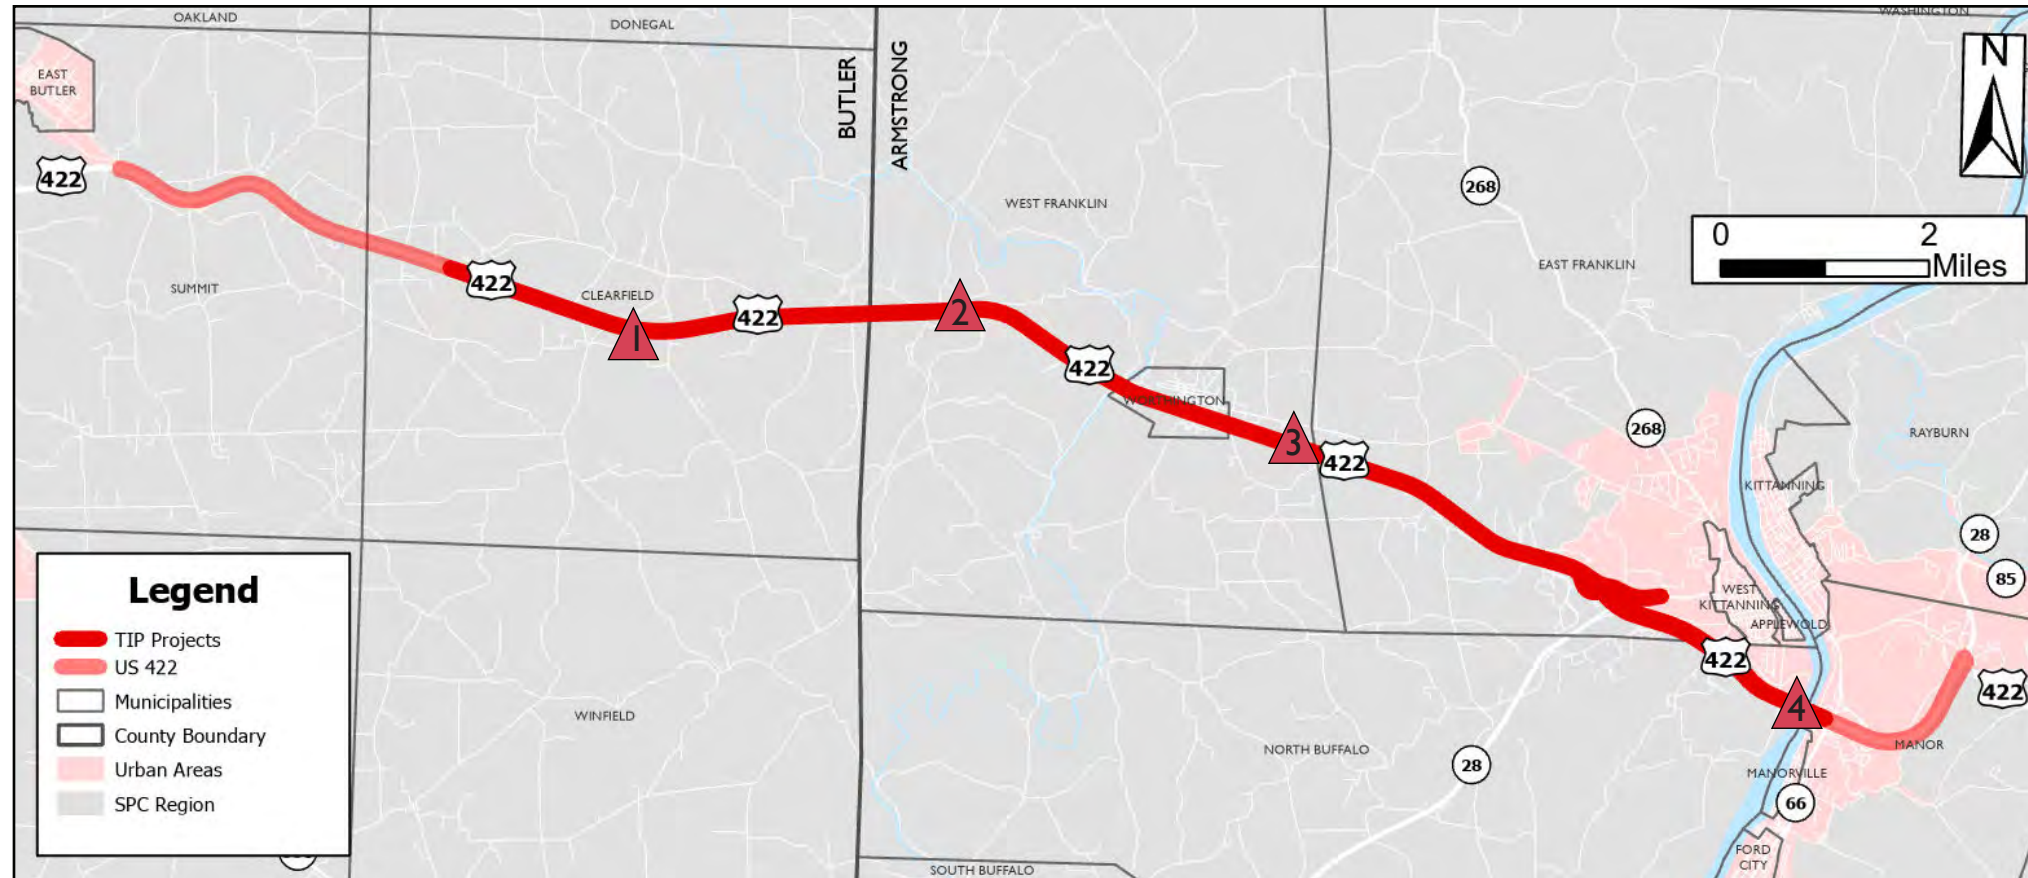 OAKLAND
DONEGAL
WASHINGTON
EAST
BUTLER
BUTLER
ARMSTRONG
N
422
268
WEST FRANKLIN
0 2
Miles
EAST FRANKLIN
SUMMIT
422
CLEARFIELD
422
1
2
422
WORTHINGTON
3
422
268
RAYBURN
KITTANNING
28
85
WEST
KITTANNING
APPLEWOLD
422
422
4
MANOR
MANORVILLE
66
WINFIELD
NORTH BUFFALO
28
SOUTH BUFFALO
FORD
CITY
Legend
TIP Projects
US 422
Municipalities
County Boundary
Urban Areas
SPC Region